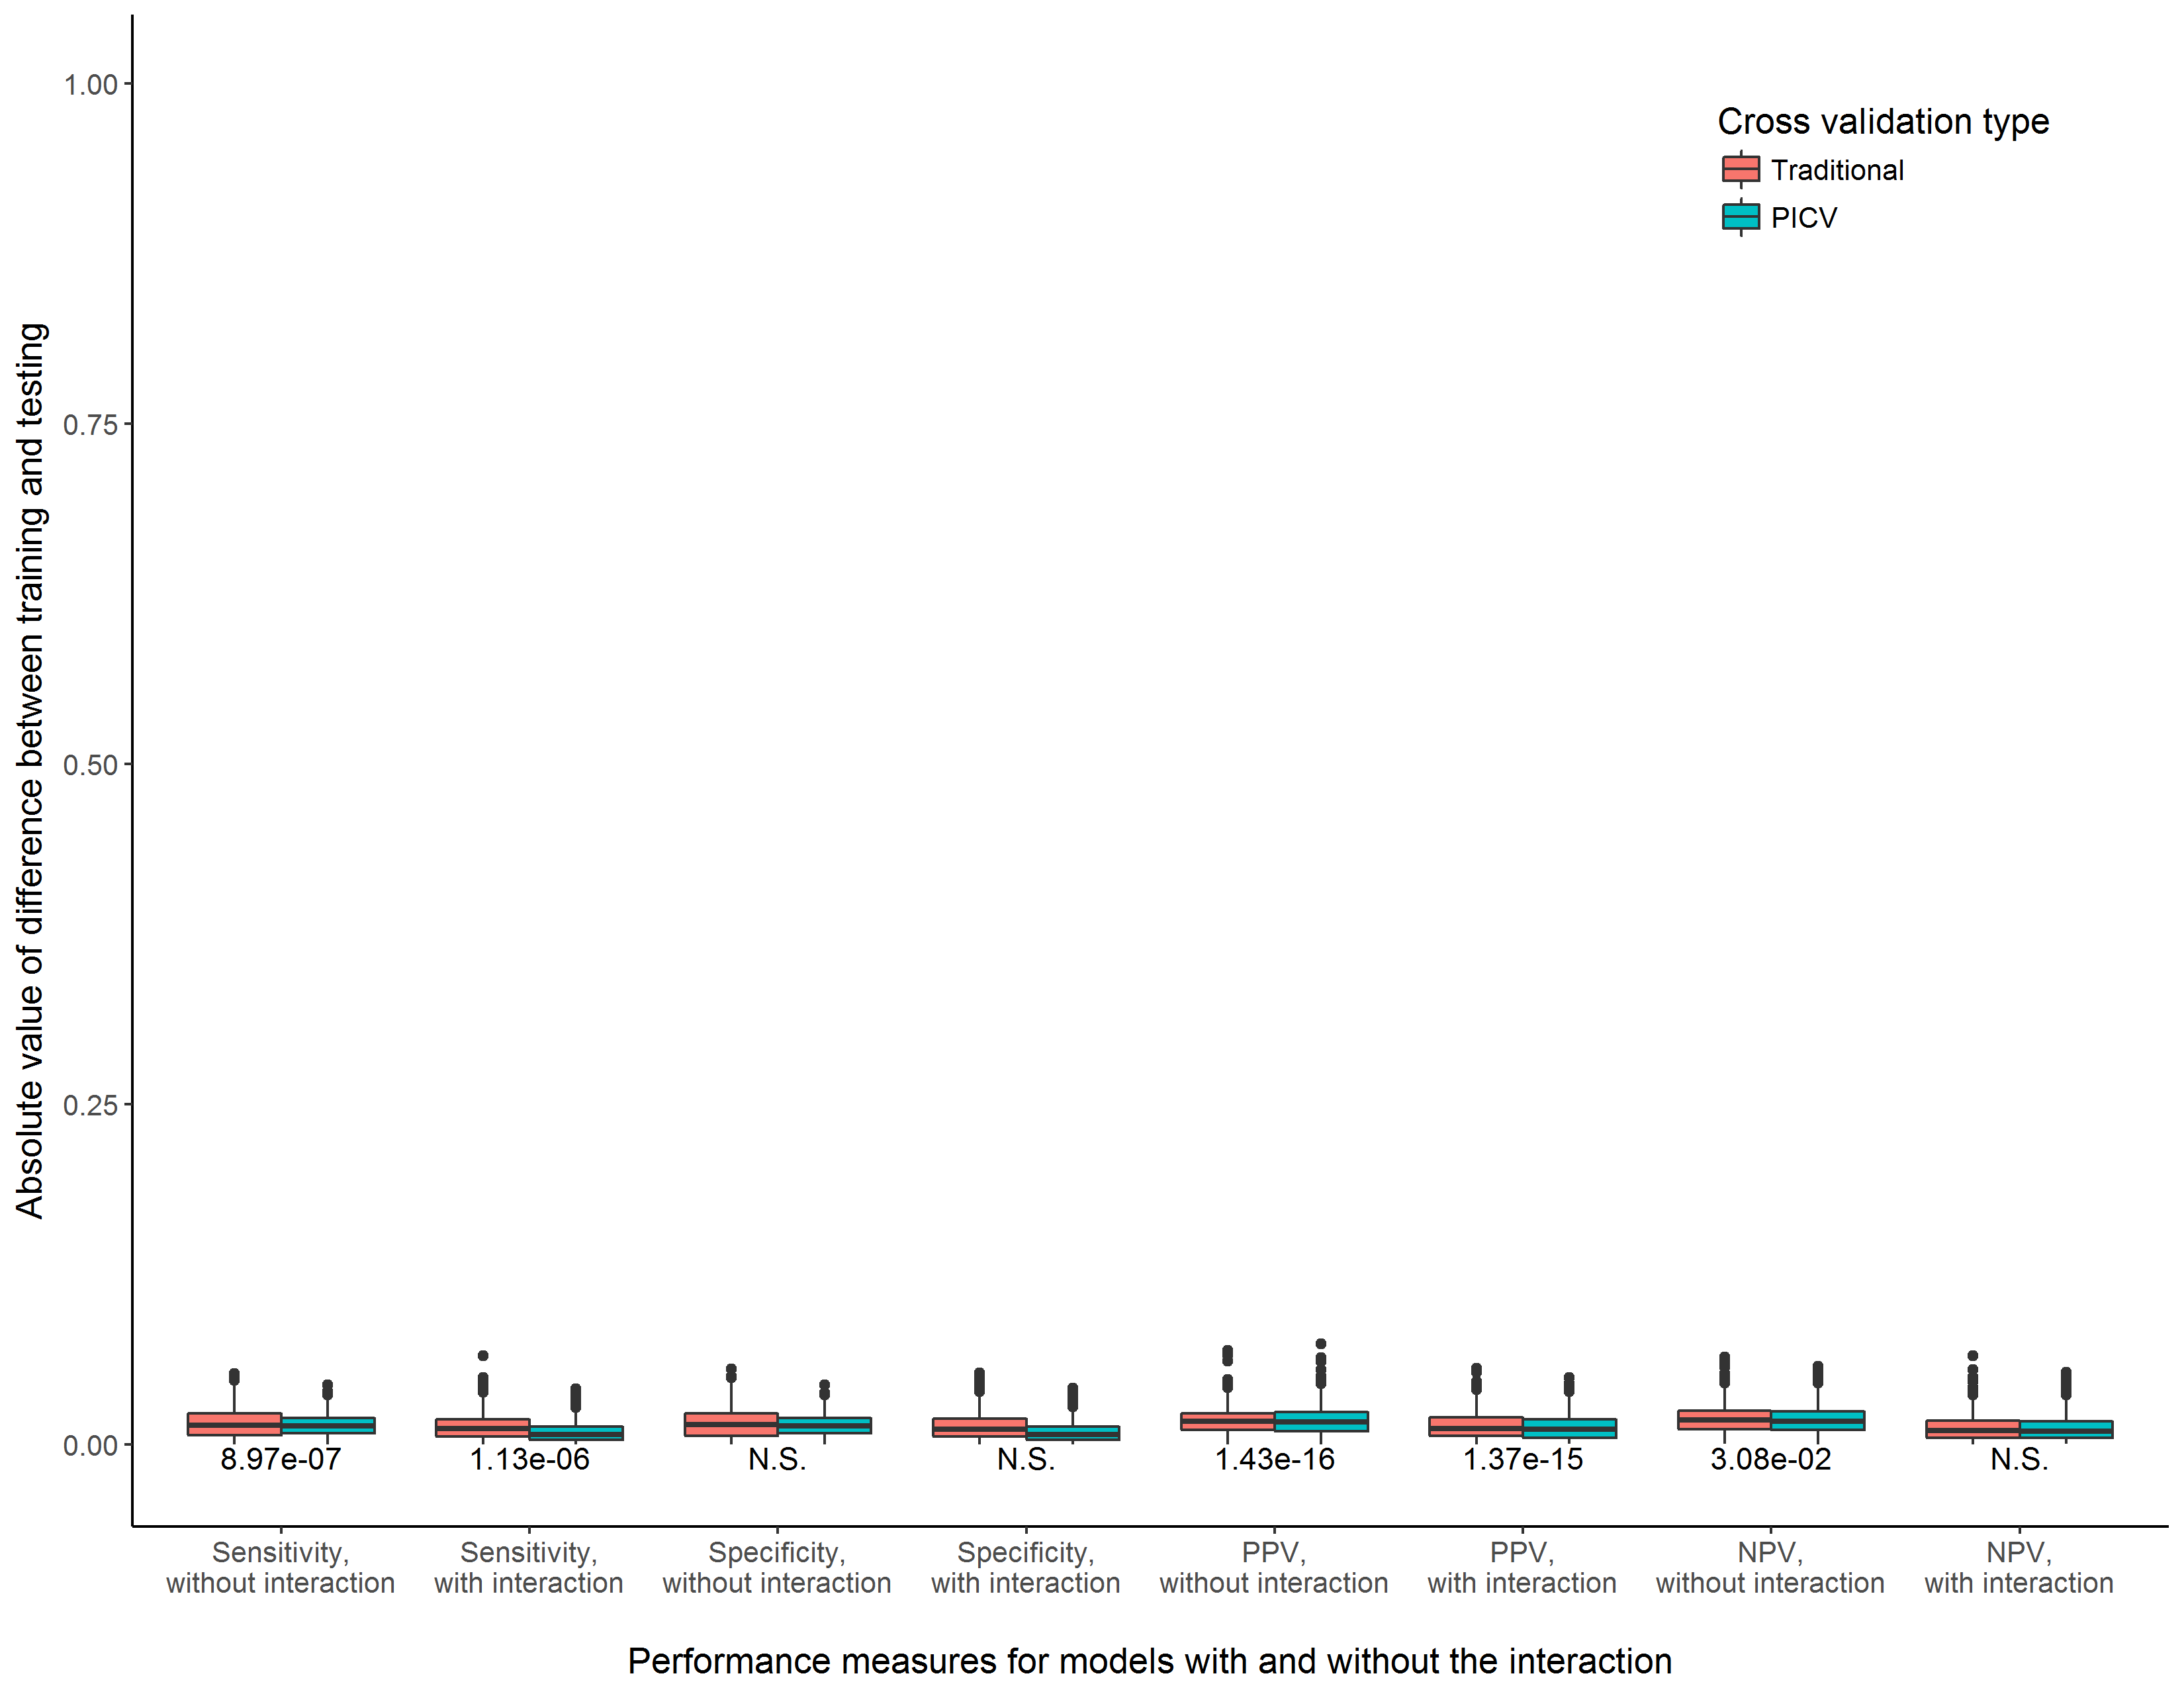 Absolute value of difference between training and testing
1.00
0.75
0.50
0.25
0.00
Cross validation type
Traditional
PICV
8.97e-07
1.13e-06
N.S.
N.S.
1.43e-16
1.37e-15
3.08e-02
N.S.
Sensitivity,
without interaction
Sensitivity,
with interaction
Specificity,
without interaction
Specificity,
with interaction
PPV,
without interaction
PPV,
with interaction
NPV,
without interaction
NPV,
with interaction
Performance measures for models with and without the interaction